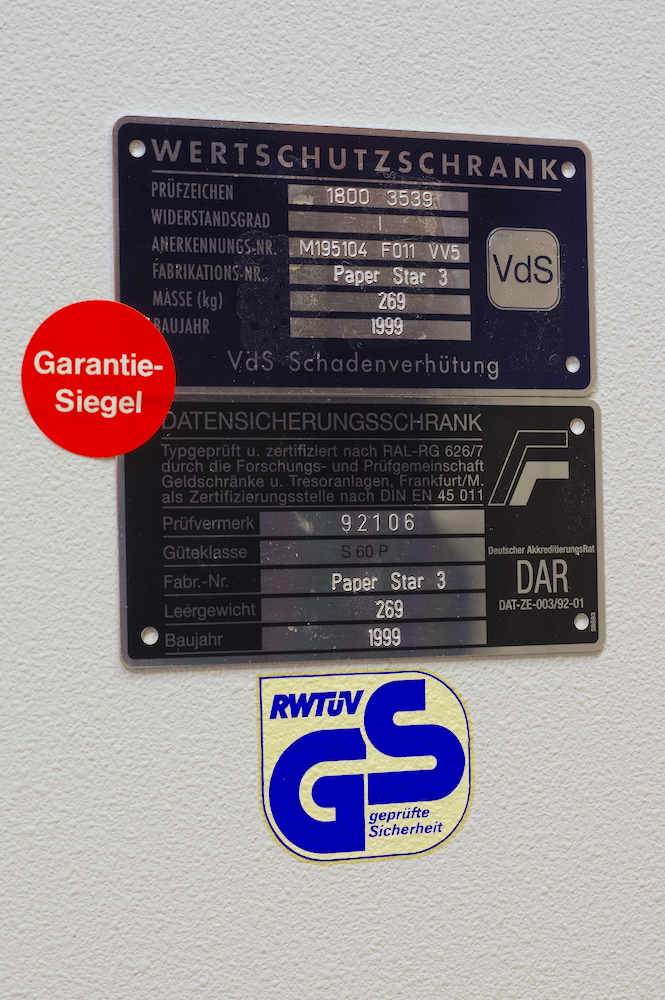 WERTSCHUTZSCHRANK
PRÜFZEICHEN 1800 3539
WIDERSTANDSGRAD I
ANERKENNUNGS-NR. M195104 F011 VV5
FABRIKATIONS-NR. Paper Star 3
MASSE (kg) 269
BAUJAHR 1999
VdS
VdS Schadenverhütung
Garantie-
Siegel
DATENSICHERUNGSSCHRANK
Typgeprüft u. zertifiziert nach RAL-RG 626/7
durch die Forschungs- und Prüfgemeinschaft
Geldschränke u. Tresoranlagen, Frankfurt/M.
als Zertifizierungsstelle nach DIN EN 45 011
Prüfvermerk 92106
Güteklasse S 60 P
Fabr.-Nr. Paper Star 3
Leergewicht 269
Baujahr 1999
Deutscher AkkreditierungsRat
DAR
DAT-ZE-003/92-01
RWTÜV
GS
geprüfte
Sicherheit